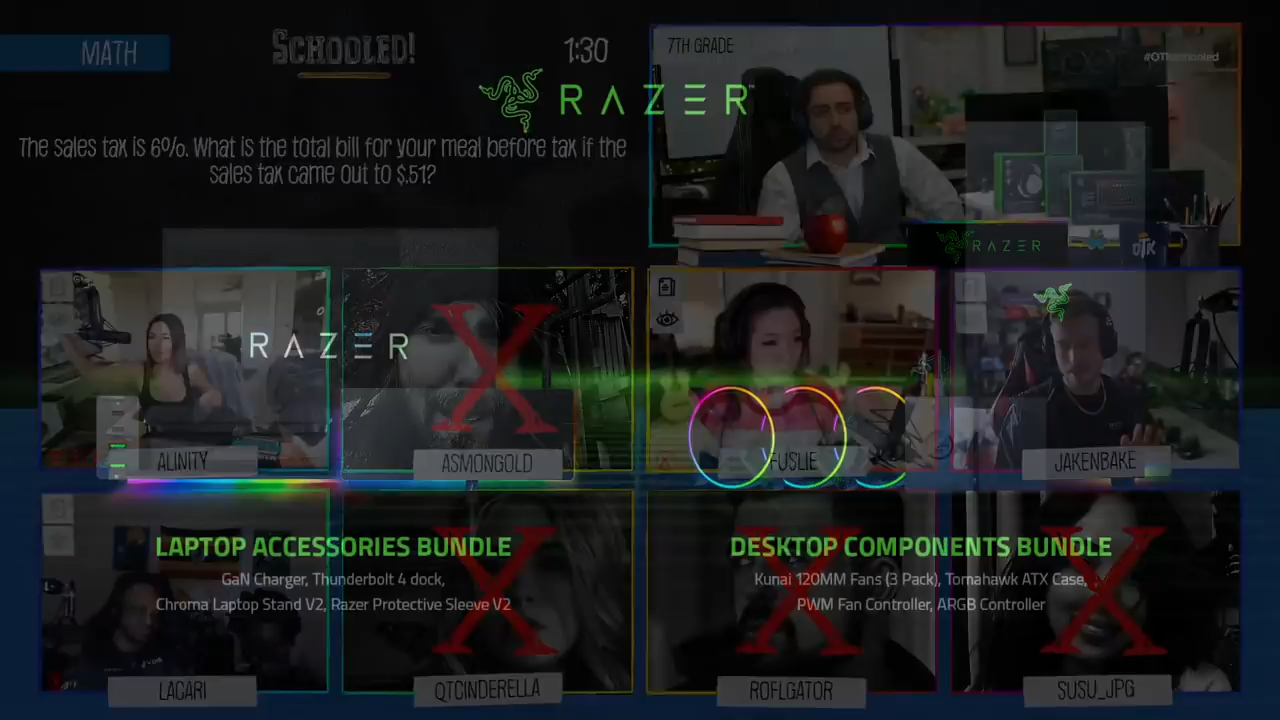 MATH
SCHOOLED!
1:30
7TH GRADE
RAZER
The sales tax is 6%. What is the total bill for your meal before tax if the
sales tax came out to $.51?
RAZER
OTK
RAZER
ALINITY
ASMONGOLD
FUSLIE
JAKENBAKE
LAPTOP ACCESSORIES BUNDLE
GaN Charger, Thunderbolt 4 dock,
Chroma Laptop Stand V2, Razer Protective Sleeve V2
DESKTOP COMPONENTS BUNDLE
Kunai 120MM Fans (3 Pack), Tomahawk ATX Case,
PWM Fan Controller, ARGB Controller
LACARI
QTCINDERELLA
ROFLGATOR
SUSU_JPG